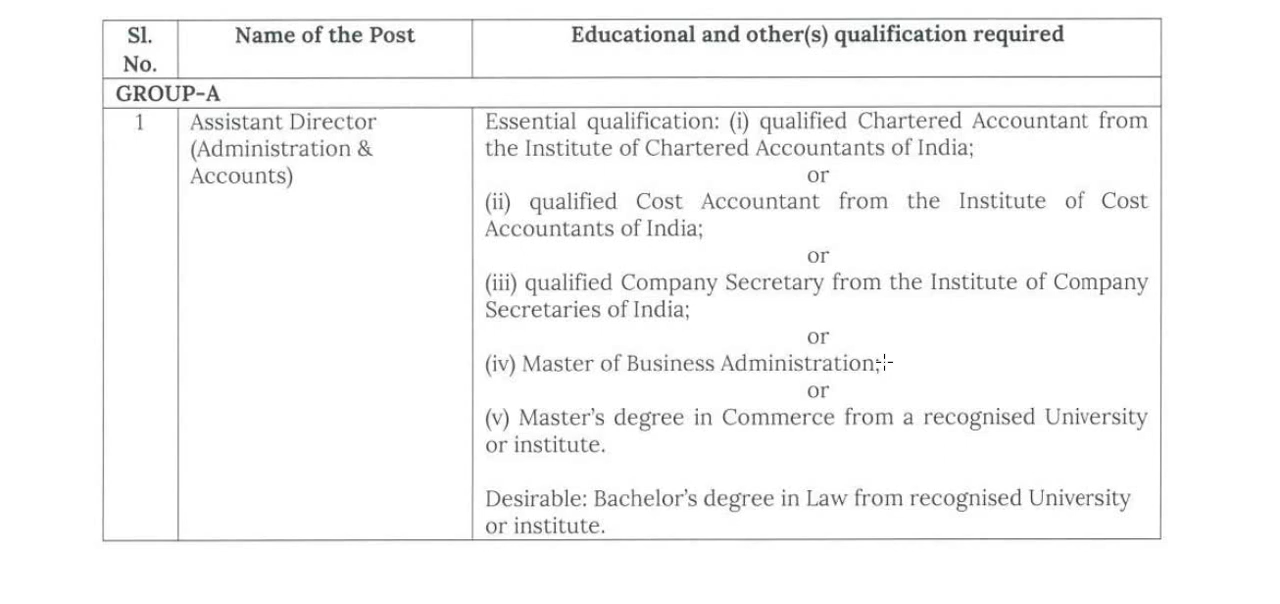 Sl. No.
Name of the Post
Educational and other(s) qualification required
GROUP-A
1
Assistant Director
(Administration &
Accounts)
Essential qualification: (i) qualified Chartered Accountant from
the Institute of Chartered Accountants of India;
or
(ii) qualified Cost Accountant from the Institute of Cost
Accountants of India;
or
(iii) qualified Company Secretary from the Institute of Company
Secretaries of India;
or
(iv) Master of Business Administration;
or
(v) Master's degree in Commerce from a recognised University
or institute.
Desirable: Bachelor's degree in Law from recognised University
or institute.